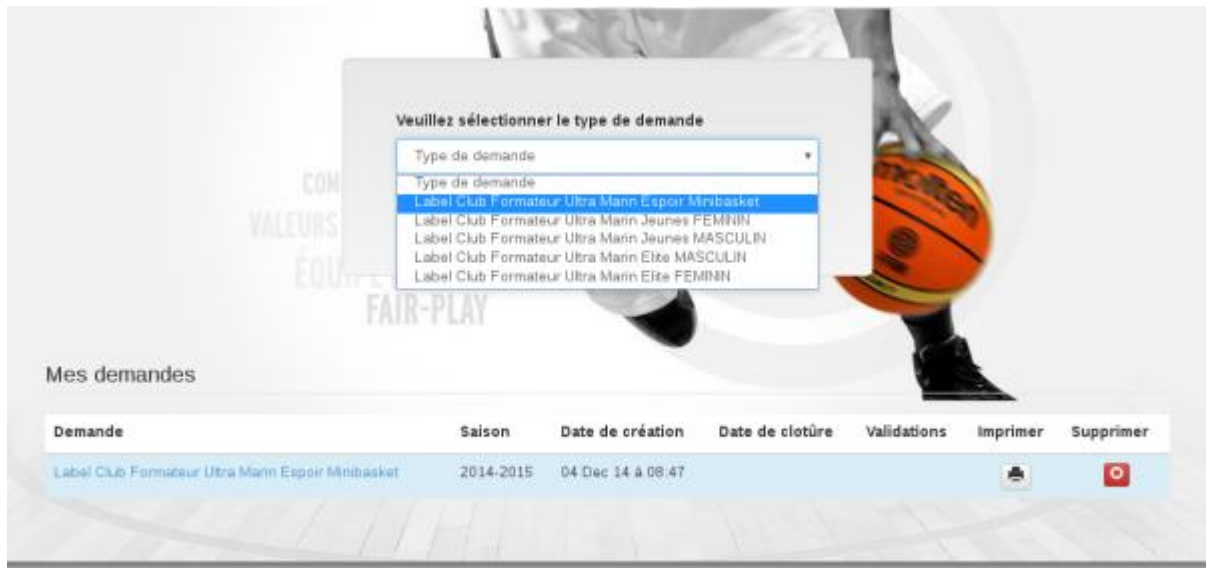 Veuillez sélectionner le type de demande
Type de demande
Type de demande
Label Club Formateur Ultra Marin Espoir Minibasket
Label Club Formateur Ultra Marin Jeunes FEMININ
Label Club Formateur Ultra Marin Jeunes MASCULIN
Label Club Formateur Ultra Marin Elite MASCULIN
Label Club Formateur Ultra Marin Elite FEMININ
VALEURS
FAIR-PLAY
molten
Mes demandes
Demande Saison Date de création Date de clotûre Validations Imprimer Supprimer
Label Club Formateur Ultra Marin Espoir Minibasket 2014-2015 04 Dec 14 à 08:47